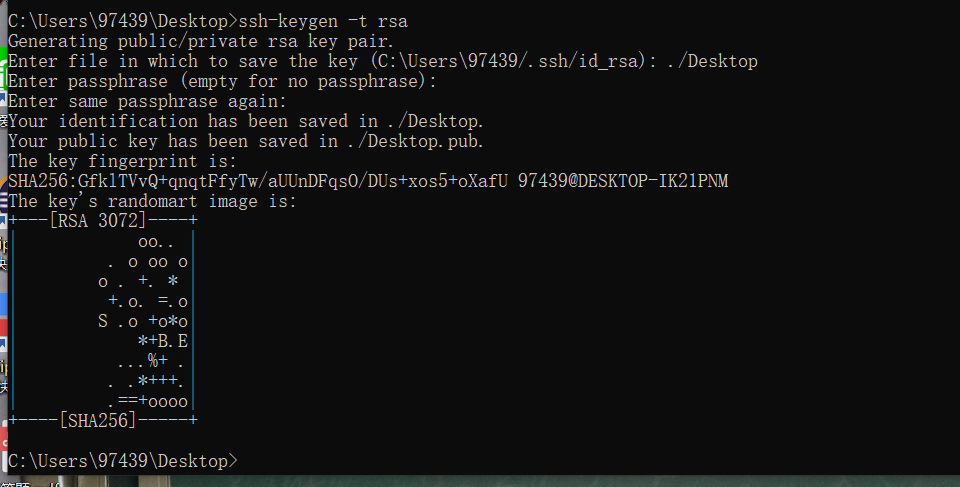 C:\Users\97439\Desktop>ssh-keygen -t rsa
Generating public/private rsa key pair.
Enter file in which to save the key (C:\Users\97439/.ssh/id_rsa): ./Desktop
Enter passphrase (empty for no passphrase):
Enter same passphrase again:
Your identification has been saved in ./Desktop.
Your public key has been saved in ./Desktop.pub.
The key fingerprint is:
SHA256:GfklTVvQ+qnqtFfyTw/aUUnDFqsO/DUs+xos5+oXafU 97439@DESKTOP-IK21PNM
The key's randomart image is:
+---[RSA 3072]----+
|            oo.. |
|         . o oo o|
|        o . +. * |
|         +.o. =.o|
|        S .o +o*o|
|            *+B.E|
|          ...%+ .|
|         . .*+++.|
|         .==+oooo|
+----[SHA256]-----+
C:\Users\97439\Desktop>